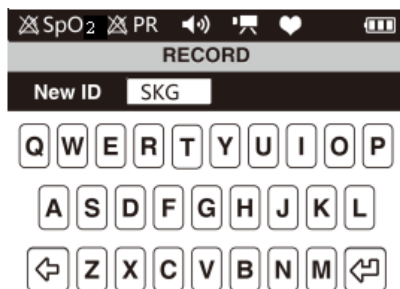 SpO2 PR
RECORD
New ID SKG
Q W E R T Y U I O P
A S D F G H J K L
Z X C V B N M